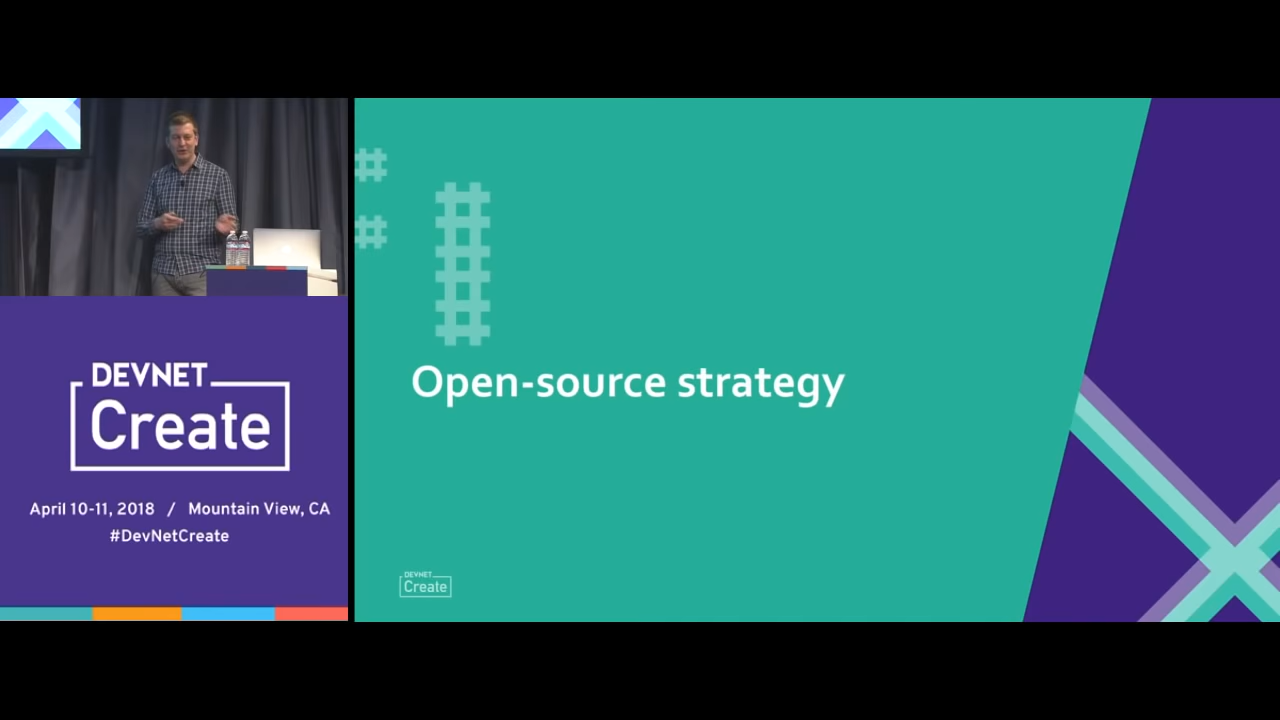 DEVNET
Create
April 10-11, 2018 / Mountain View, CA
#DevNetCreate
Open-source strategy
DEVNET
Create